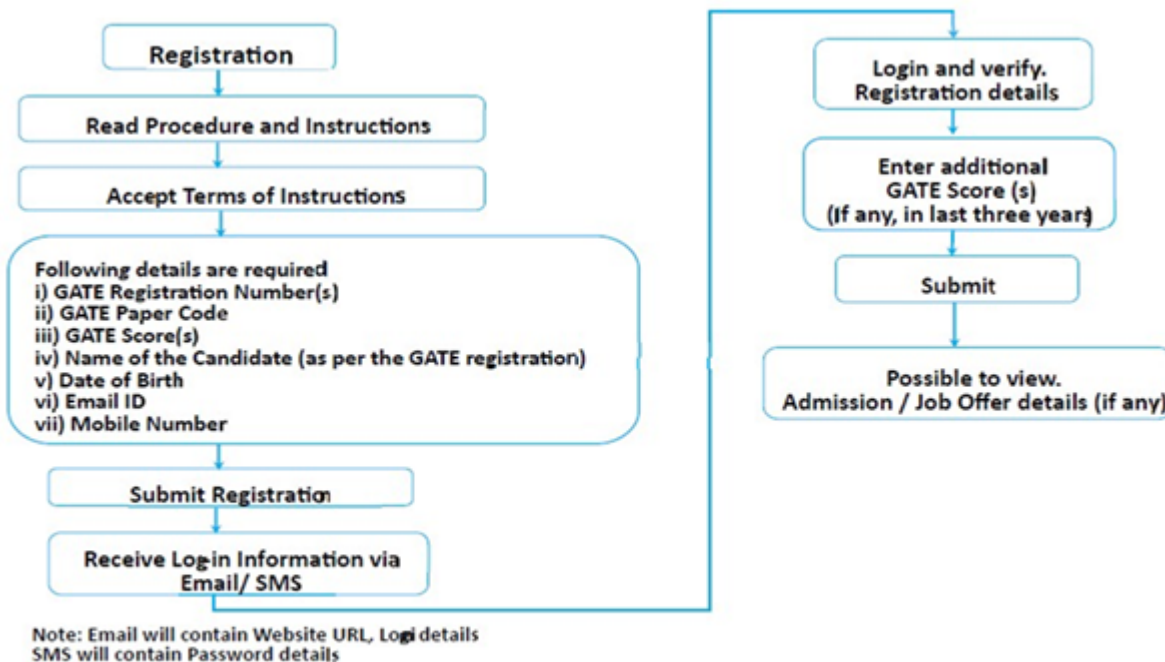 Registration
Read Procedure and Instructions
Accept Terms of Instructions
Following details are required
i) GATE Registration Number(s)
ii) GATE Paper Code
iii) GATE Score(s)
iv) Name of the Candidate (as per the GATE registration)
v) Date of Birth
vi) Email ID
vii) Mobile Number
Submit Registration
Receive Log-in Information via
Email/ SMS
Note: Email will contain Website URL, Logi details
SMS will contain Password details
Login and verify.
Registration details
Enter additional
GATE Score (s)
(If any, in last three years)
Submit
Possible to view.
Admission / Job Offer details (if any)